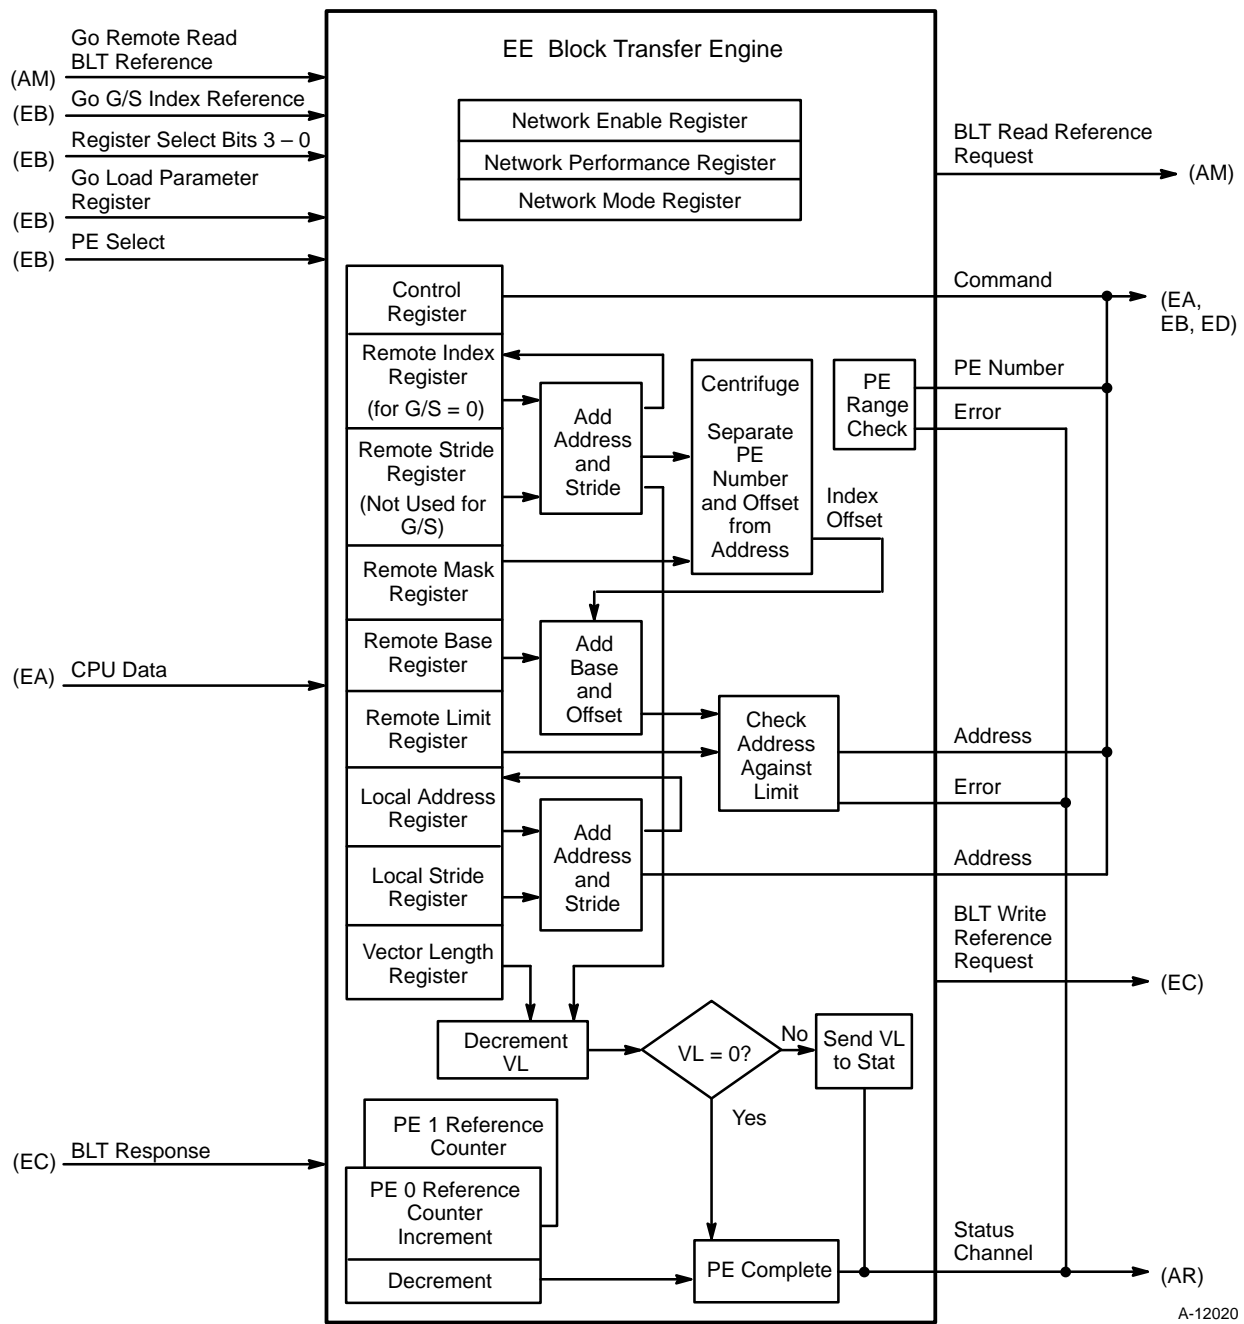 EE Block Transfer Engine
Go Remote Read
BLT Reference
(AM)
Go G/S Index Reference
(EB)
Register Select Bits 3 – 0
(EB)
Go Load Parameter
Register
(EB)
PE Select
(EB)
Network Enable Register
Network Performance Register
Network Mode Register
BLT Read Reference
Request
(AM)
Control
Register
Command
(EA,
EB, ED)
Remote Index
Register
(for G/S = 0)
Remote Stride
Register
(Not Used for
G/S)
Add
Address
and
Stride
Centrifuge
Separate
PE
Number
and Offset
from
Address
PE
Range
Check
PE Number
Error
Index
Offset
Remote Mask
Register
Remote Base
Register
Add
Base
and
Offset
(EA)
CPU Data
Remote Limit
Register
Check
Address
Against
Limit
Address
Error
Local Address
Register
Local Stride
Register
Add
Address
and
Stride
Address
Vector Length
Register
BLT Write
Reference
Request
(EC)
Decrement
VL
VL = 0?
No
Send VL
to Stat
Yes
PE 1 Reference
Counter
(EC)
BLT Response
PE 0 Reference
Counter
Increment
Decrement
PE Complete
Status
Channel
(AR)
A-12020